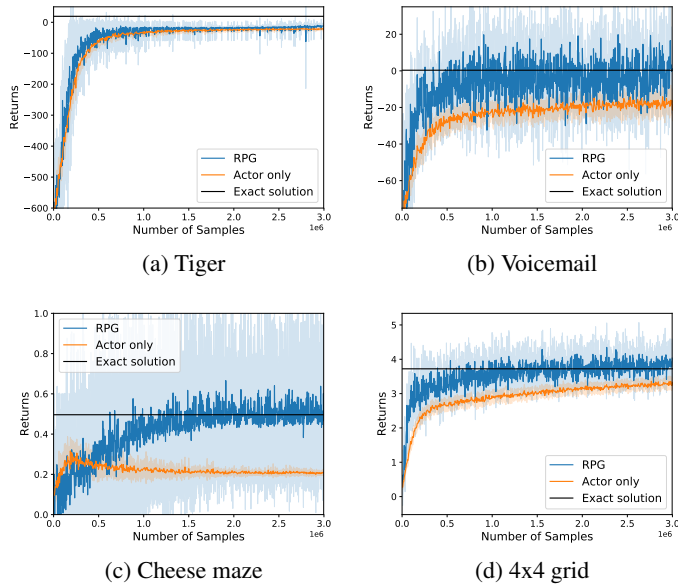 0
−100
−200
−300
−400
−500
−600
Returns
RPG
Actor only
Exact solution
0.0
0.5
1.0
1.5
2.0
2.5
3.0
Number of Samples
1e6
(a) Tiger
20
0
−20
−40
−60
Returns
RPG
Actor only
Exact solution
0.0
0.5
1.0
1.5
2.0
2.5
3.0
Number of Samples
1e6
(b) Voicemail
1.0
0.8
0.6
0.4
0.2
0.0
Returns
RPG
Actor only
Exact solution
0.0
0.5
1.0
1.5
2.0
2.5
3.0
Number of Samples
1e6
(c) Cheese maze
5
4
3
2
1
0
Returns
RPG
Actor only
Exact solution
0.0
0.5
1.0
1.5
2.0
2.5
3.0
Number of Samples
1e6
(d) 4x4 grid